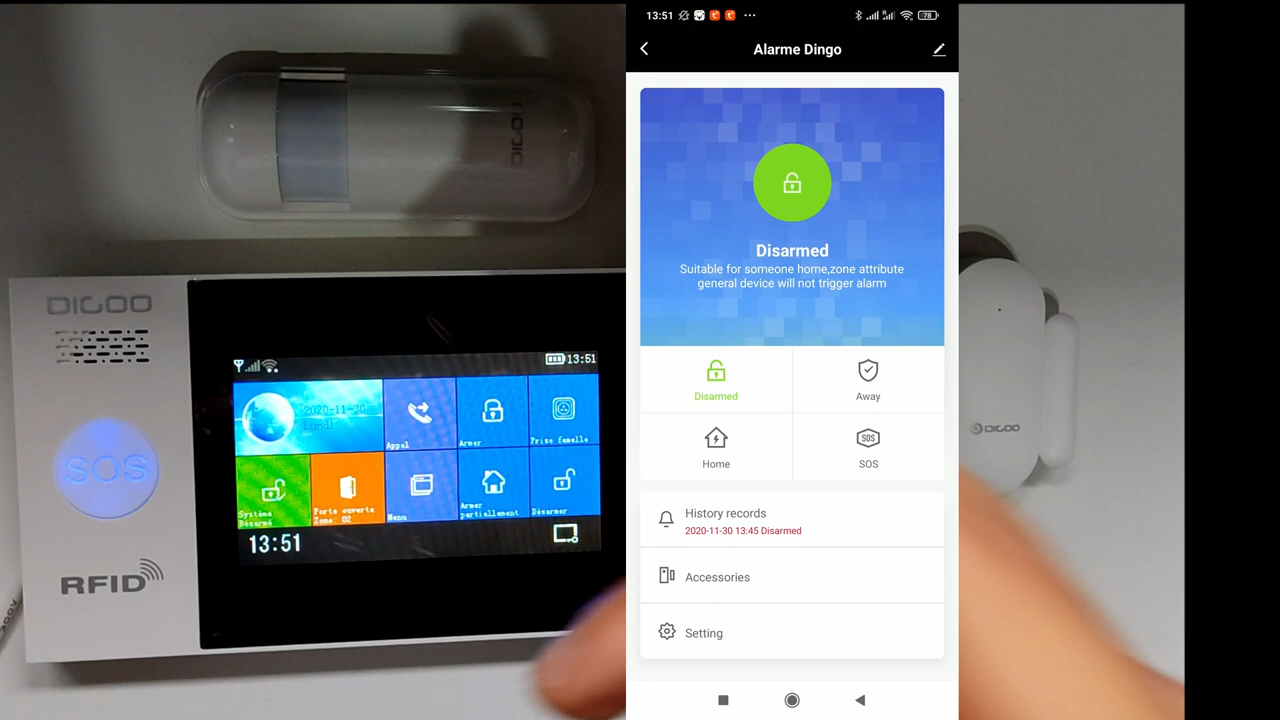 DIGOO
DIGOO
SOS
RFID
13:51
2020-11-30
Lundi
Appel
Armer
Prise femelle
Système
Désarmé
Porte ouverte
Zone: 02
Menu
Armer
partiellement
Désarmer
13:51
13:51
78
Alarme Dingo
Disarmed
Suitable for someone home,zone attribute
general device will not trigger alarm
Disarmed
Away
Home
SOS
SOS
History records
2020-11-30 13:45 Disarmed
Accessories
Setting
DIGOO